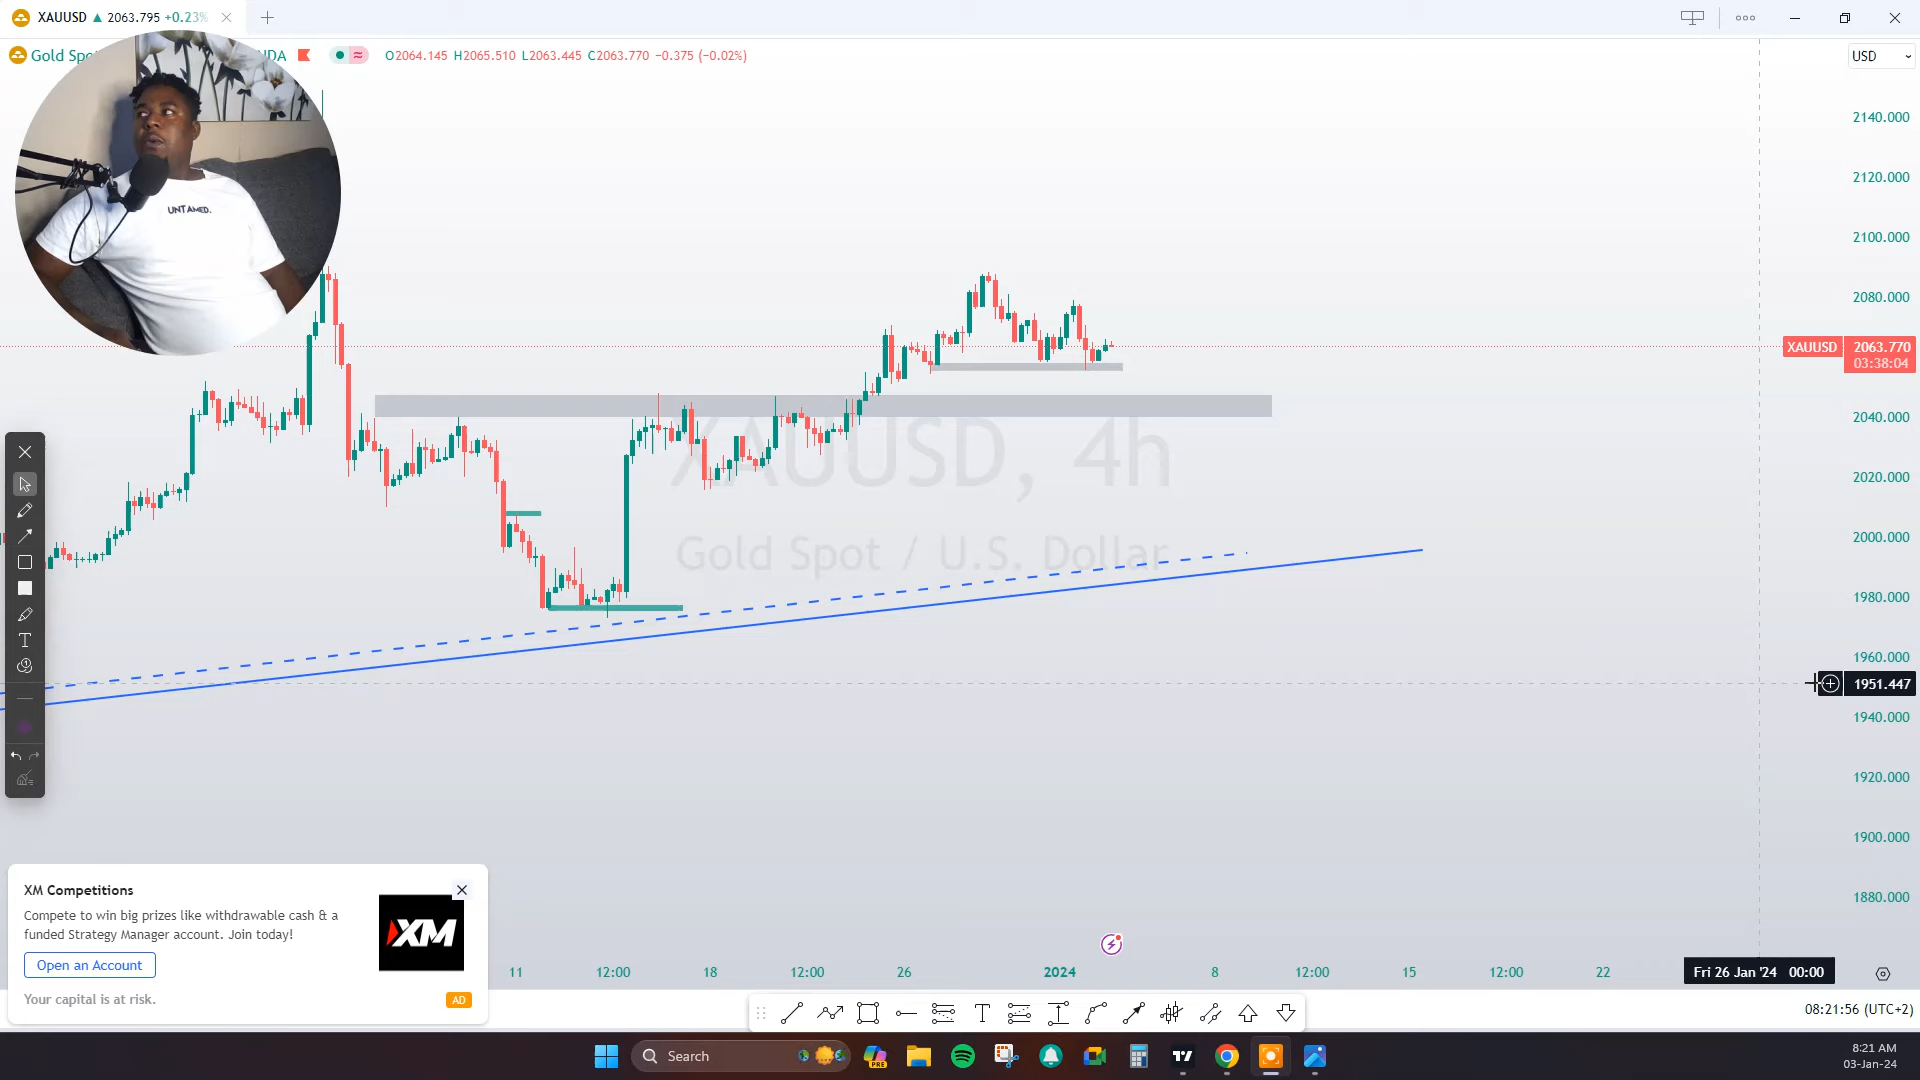 XAUUSD ▲ 2063.795 +0.23%
Gold Spo
NDA
O2064.145 H2065.510 L2063.445 C2063.770 −0.375 (−0.02%)
USD
UNTAMED.
2140.000
2120.000
2100.000
2080.000
XAUUSD 2063.770
03:38:04
2040.000
2020.000
2000.000
1980.000
1960.000
1951.447
1940.000
1920.000
1900.000
1880.000
XAUUSD, 4h
Gold Spot / U.S. Dollar
XM Competitions
Compete to win big prizes like withdrawable cash & a
funded Strategy Manager account. Join today!
Open an Account
Your capital is at risk.
AD
XM
11 12:00 18 12:00 26 2024 8 12:00 15 12:00 22
Fri 26 Jan '24 00:00
08:21:56 (UTC+2)
Search
PRE
8:21 AM
03-Jan-24